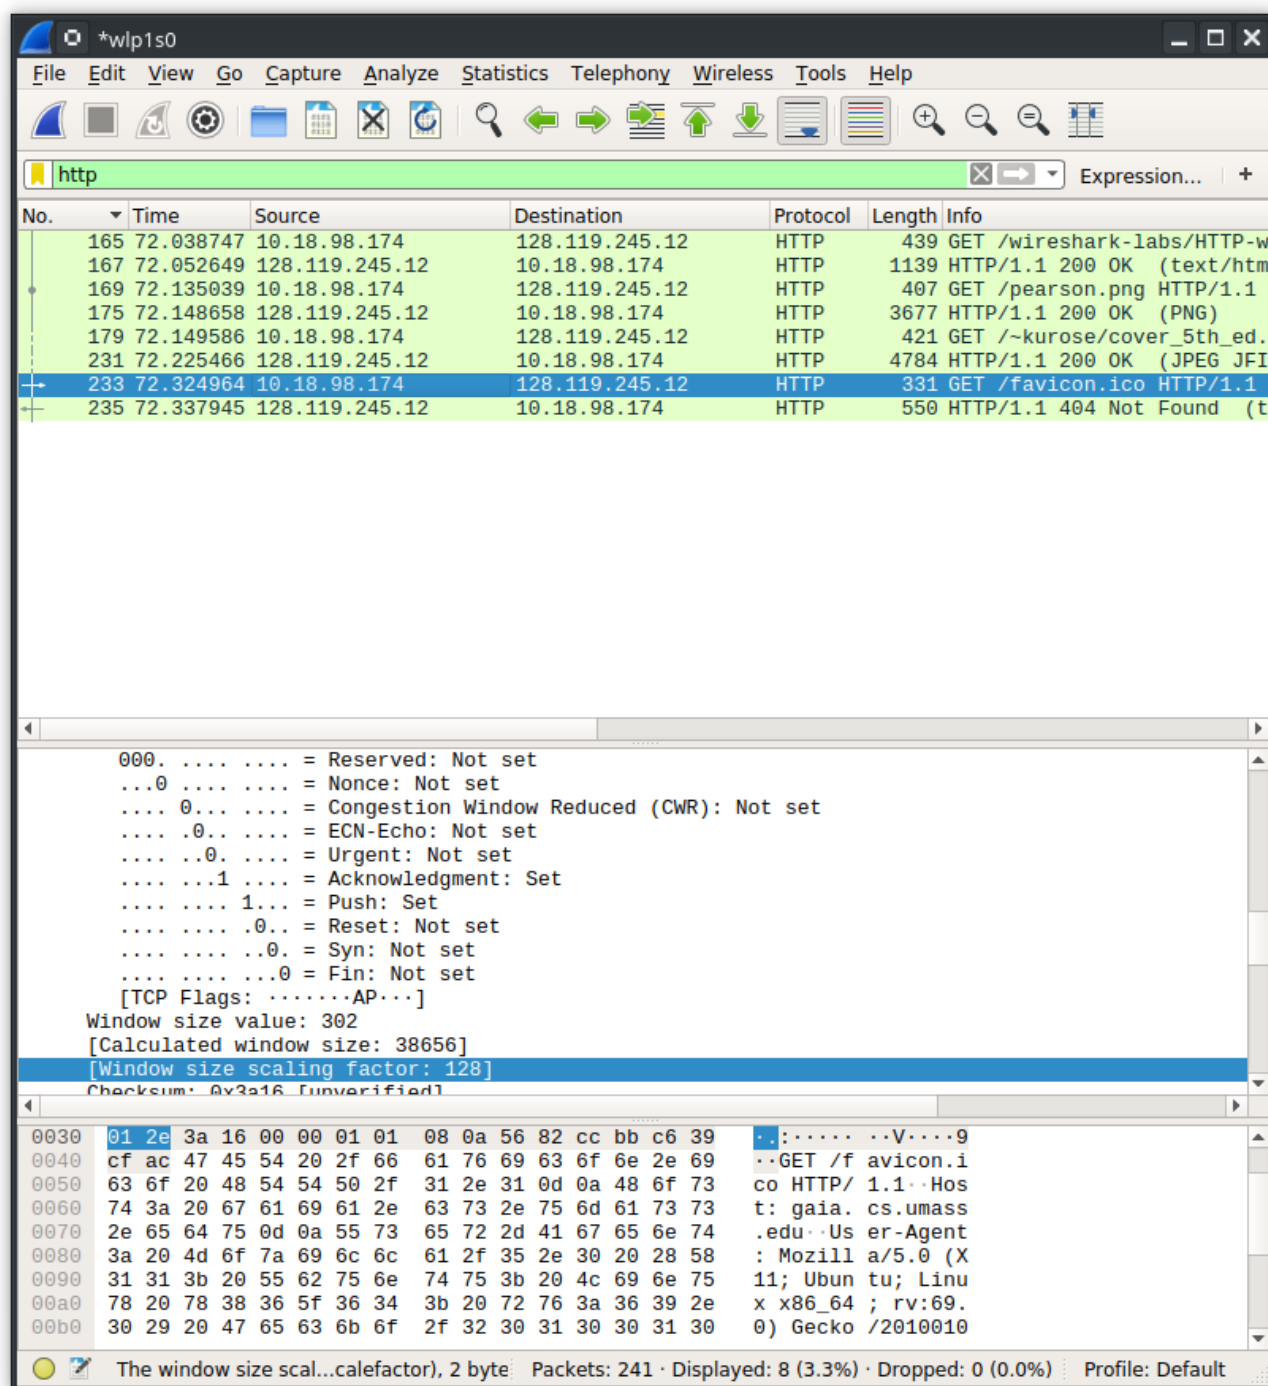 *wlp1s0
File Edit View Go Capture Analyze Statistics Telephony Wireless Tools Help
http Expression... +
No. Time Source Destination Protocol Length Info
165 72.038747 10.18.98.174 128.119.245.12 HTTP 439 GET /wireshark-labs/HTTP-w
167 72.052649 128.119.245.12 10.18.98.174 HTTP 1139 HTTP/1.1 200 OK (text/htm
169 72.135039 10.18.98.174 128.119.245.12 HTTP 407 GET /pearson.png HTTP/1.1
175 72.148658 128.119.245.12 10.18.98.174 HTTP 3677 HTTP/1.1 200 OK (PNG)
179 72.149586 10.18.98.174 128.119.245.12 HTTP 421 GET /~kurose/cover_5th_ed.
231 72.225466 128.119.245.12 10.18.98.174 HTTP 4784 HTTP/1.1 200 OK (JPEG JFI
233 72.324964 10.18.98.174 128.119.245.12 HTTP 331 GET /favicon.ico HTTP/1.1
235 72.337945 128.119.245.12 10.18.98.174 HTTP 550 HTTP/1.1 404 Not Found (t
000. .... .... = Reserved: Not set
...0 .... .... = Nonce: Not set
.... 0... .... = Congestion Window Reduced (CWR): Not set
.... .0.. .... = ECN-Echo: Not set
.... ..0. .... = Urgent: Not set
.... ...1 .... = Acknowledgment: Set
.... .... 1... = Push: Set
.... .... .0.. = Reset: Not set
.... .... ..0. = Syn: Not set
.... .... ...0 = Fin: Not set
[TCP Flags: ·······AP···]
Window size value: 302
[Calculated window size: 38656]
[Window size scaling factor: 128]
Checksum: 0x3a16 [unverified]
0030 01 2e 3a 16 00 00 01 01 08 0a 56 82 cc bb c6 39 ··:····· ··V····9
0040 cf ac 47 45 54 20 2f 66 61 76 69 63 6f 6e 2e 69 ··GET /f avicon.i
0050 63 6f 20 48 54 54 50 2f 31 2e 31 0d 0a 48 6f 73 co HTTP/ 1.1··Hos
0060 74 3a 20 67 61 69 61 2e 63 73 2e 75 6d 61 73 73 t: gaia. cs.umass
0070 2e 65 64 75 0d 0a 55 73 65 72 2d 41 67 65 6e 74 .edu··Us er-Agent
0080 3a 20 4d 6f 7a 69 6c 6c 61 2f 35 2e 30 20 28 58 : Mozill a/5.0 (X
0090 31 31 3b 20 55 62 75 6e 74 75 3b 20 4c 69 6e 75 11; Ubun tu; Linu
00a0 78 20 78 38 36 5f 36 34 3b 20 72 76 3a 36 39 2e x x86_64 ; rv:69.
00b0 30 29 20 47 65 63 6b 6f 2f 32 30 31 30 30 31 30 0) Gecko /2010010
The window size scal...calefactor), 2 byte Packets: 241 · Displayed: 8 (3.3%) · Dropped: 0 (0.0%) Profile: Default